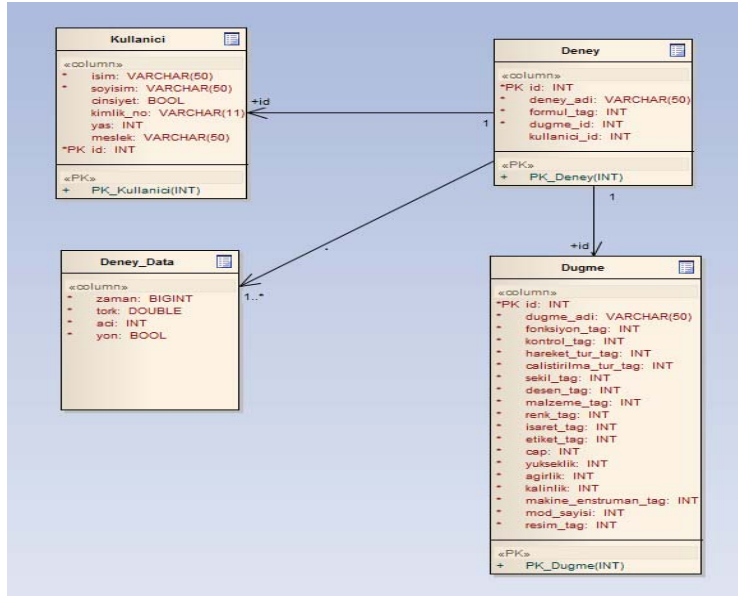 Kullanici
«column»
* isim: VARCHAR(50)
* soyisim: VARCHAR(50)
cinsiyet: BOOL
kimlik_no: VARCHAR(11)
yas: INT
meslek: VARCHAR(50)
*PK id: INT
«PK»
+ PK_Kullanici(INT)
+id
1
Deney
«column»
*PK id: INT
* deney_adi: VARCHAR(50)
* formul_tag: INT
* dugme_id: INT
kullanici_id: INT
«PK»
+ PK_Deney(INT)
1
+id
Deney_Data
«column»
* zaman: BIGINT
* tork: DOUBLE
* aci: INT
* yon: BOOL
1..*
Dugme
«column»
*PK id: INT
* dugme_adi: VARCHAR(50)
* fonksiyon_tag: INT
* kontrol_tag: INT
* hareket_tur_tag: INT
* calistirilma_tur_tag: INT
* sekil_tag: INT
* desen_tag: INT
* malzeme_tag: INT
* renk_tag: INT
* isaret_tag: INT
* etiket_tag: INT
* cap: INT
* yukseklik: INT
* agirlik: INT
* kalinlik: INT
* makine_enstruman_tag: INT
* mod_sayisi: INT
* resim_tag: INT
«PK»
+ PK_Dugme(INT)